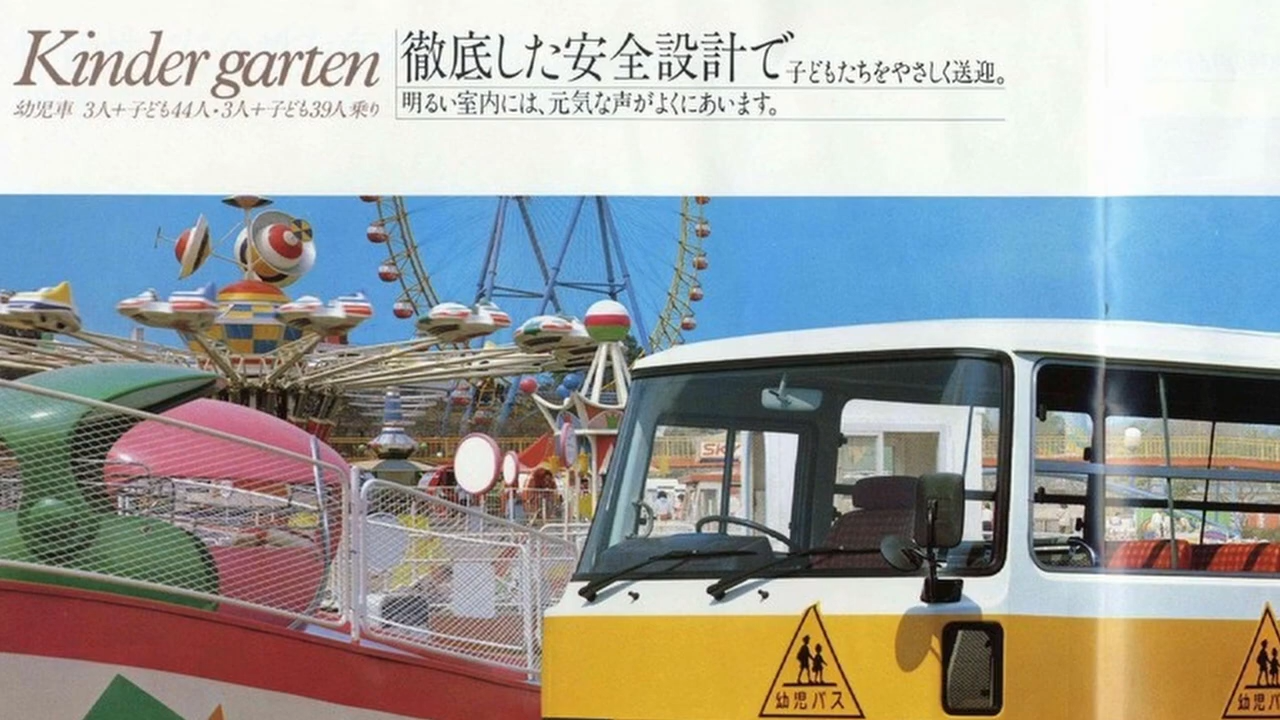 Kinder garten
幼児車 3人+子ども44人・3人+子ども39人乗り
徹底した安全設計で子どもたちをやさしく送迎。
明るい室内には、元気な声がよくにあいます。
SKY
幼児バス
幼児バ